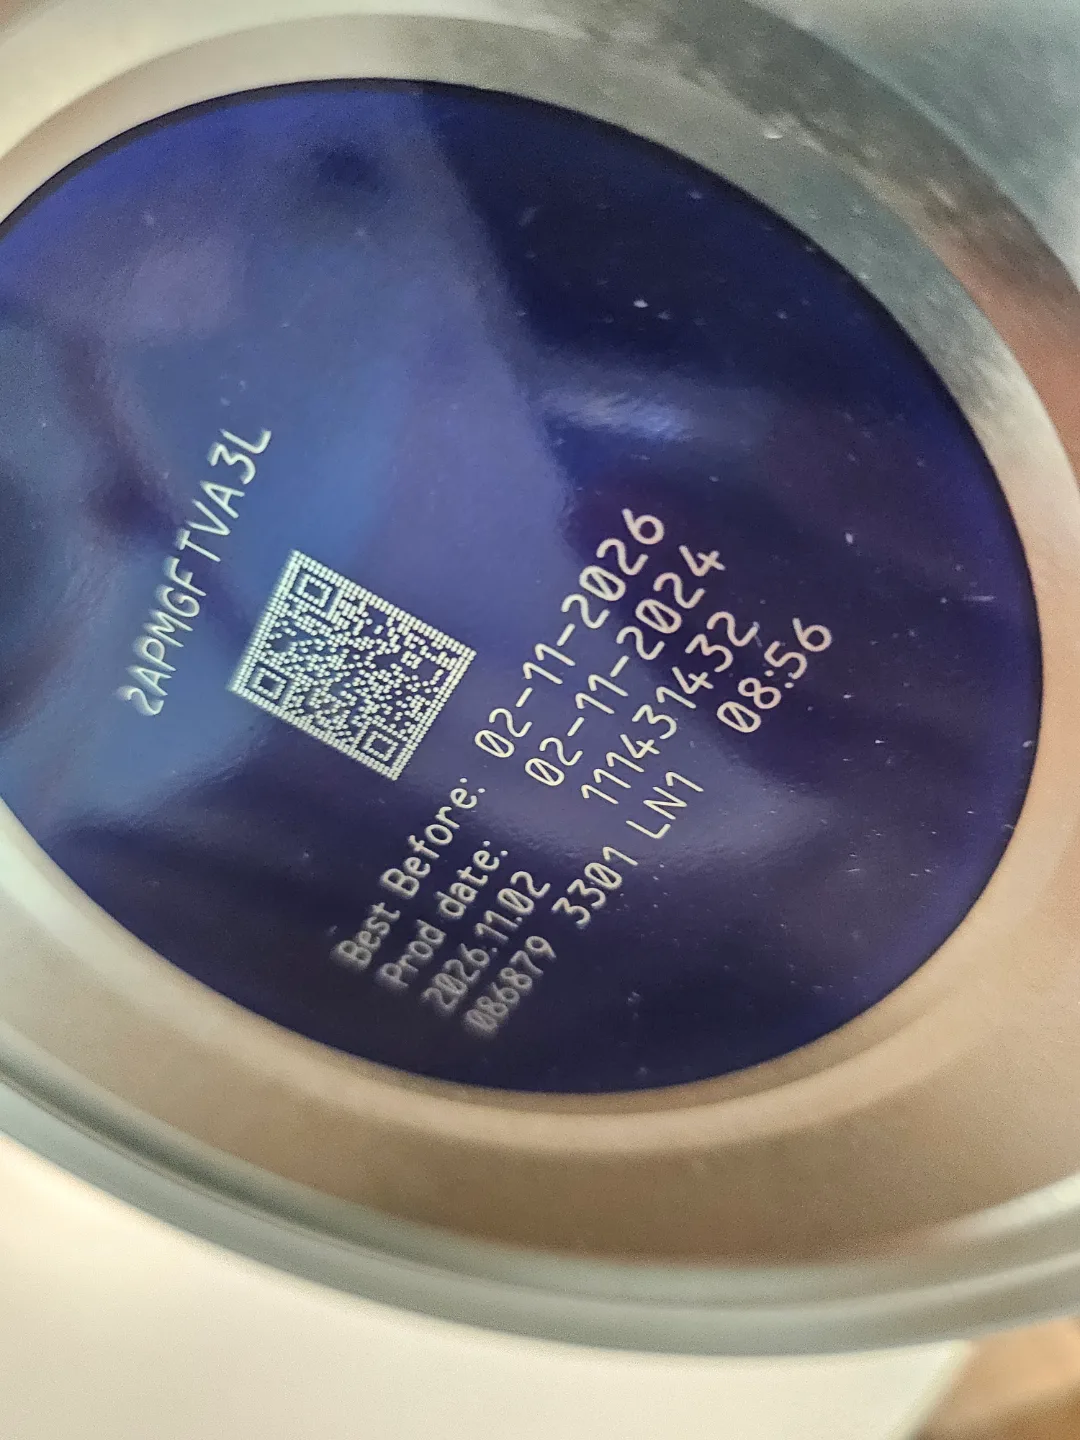 2APMGFTVA3L
Best Before: 02-11-2026
Prod date: 02-11-2024
2026.11.02 111431432
086879 3301 LN1 08:56